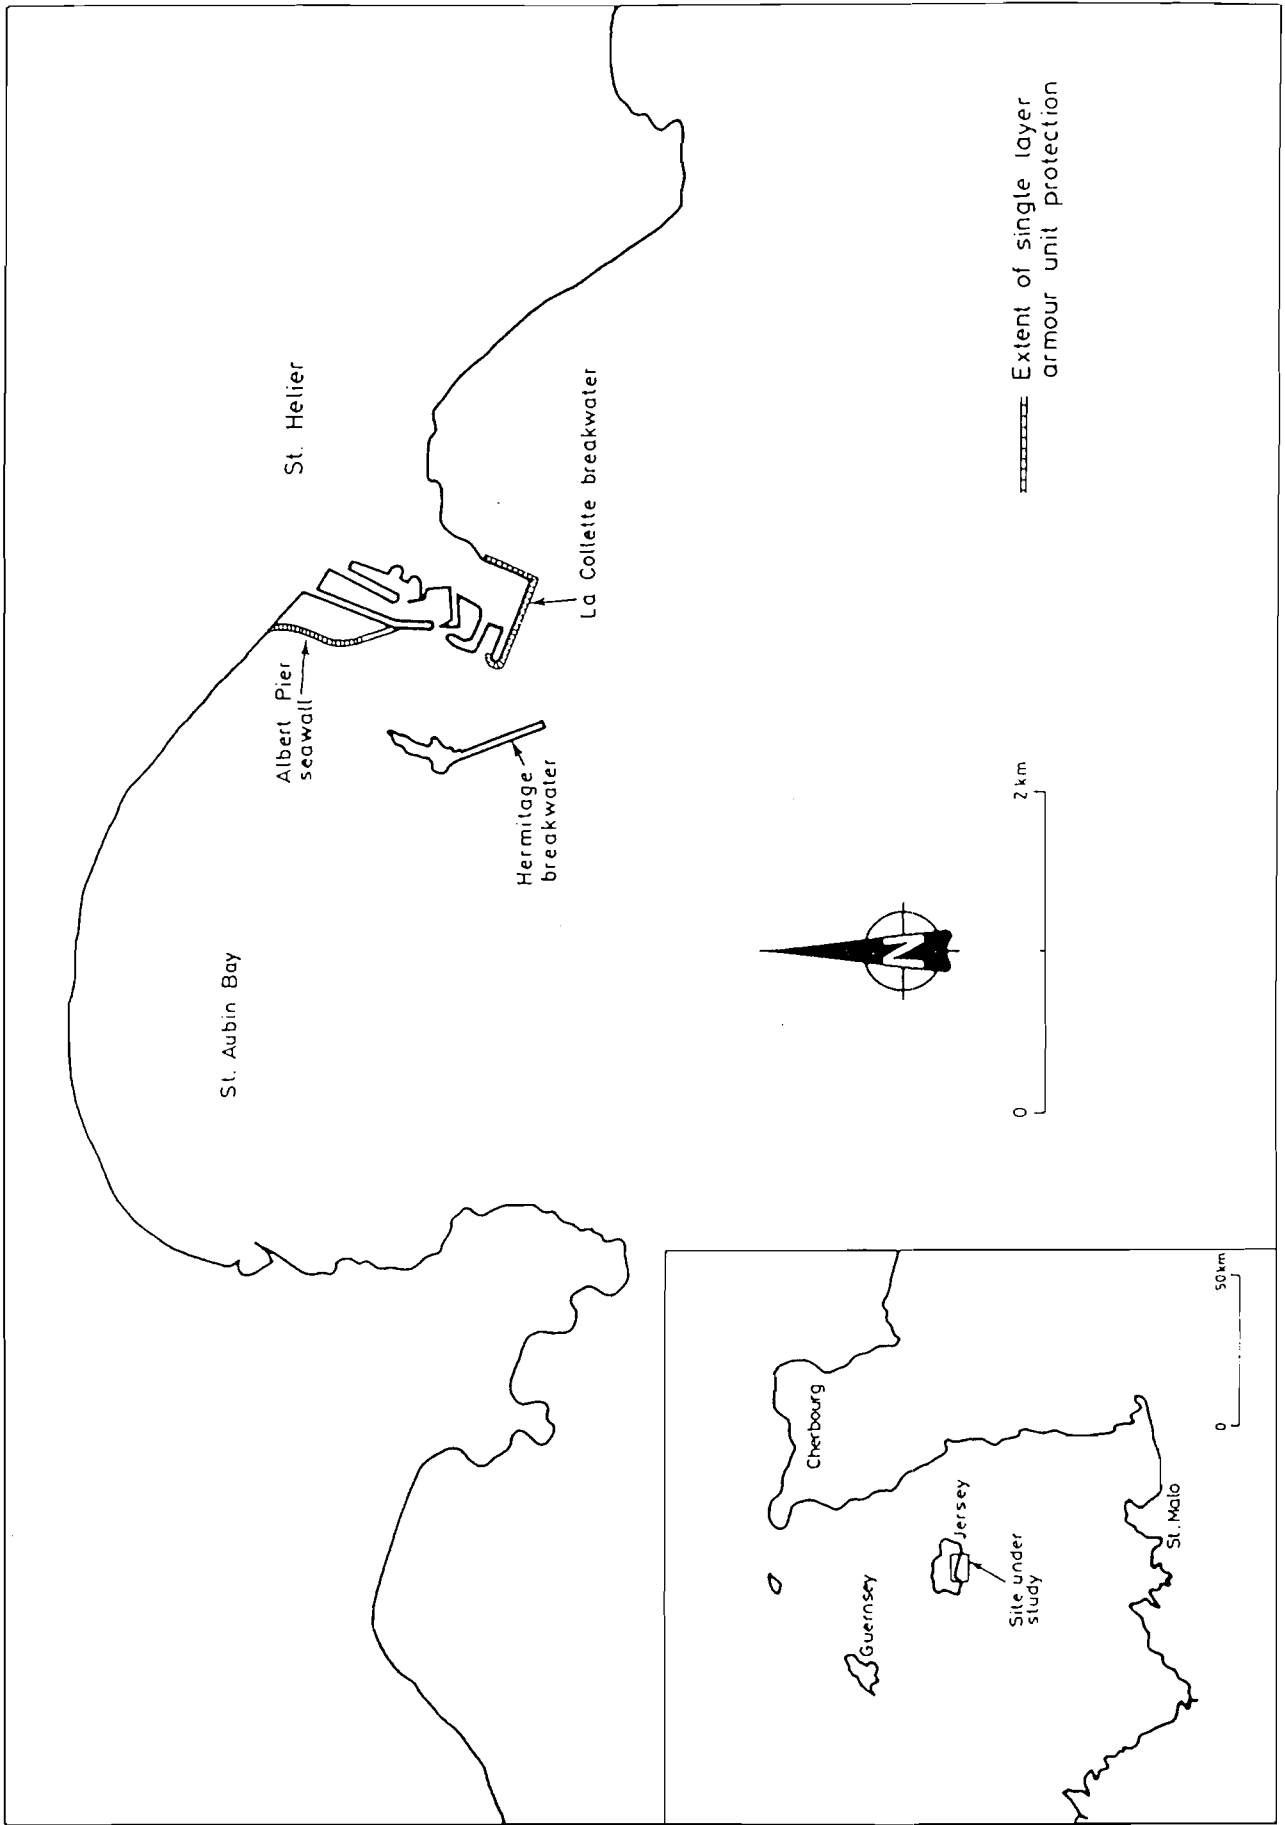 St. Helier
Albert Pier
seawall
St. Aubin Bay
La Collette breakwater
Hermitage
breakwater
N
0
2 km
Extent of single layer
armour unit protection
Cherbourg
Guernsey
Jersey
Site under
study
St. Malo
0
50 km